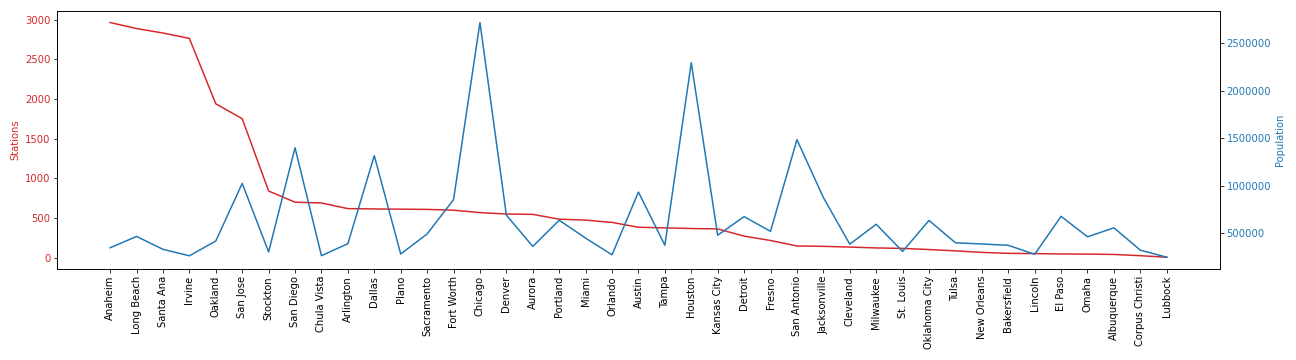 3000
2500
2000
1500
1000
500
0
Stations
2500000
2000000
1500000
1000000
500000
Population
Anaheim
Long Beach
Santa Ana
Irvine
Oakland
San Jose
Stockton
San Diego
Chula Vista
Arlington
Dallas
Plano
Sacramento
Fort Worth
Chicago
Denver
Aurora
Portland
Miami
Orlando
Austin
Tampa
Houston
Kansas City
Detroit
Fresno
San Antonio
Jacksonville
Cleveland
Milwaukee
St. Louis
Oklahoma City
Tulsa
New Orleans
Bakersfield
Lincoln
El Paso
Omaha
Albuquerque
Corpus Christi
Lubbock